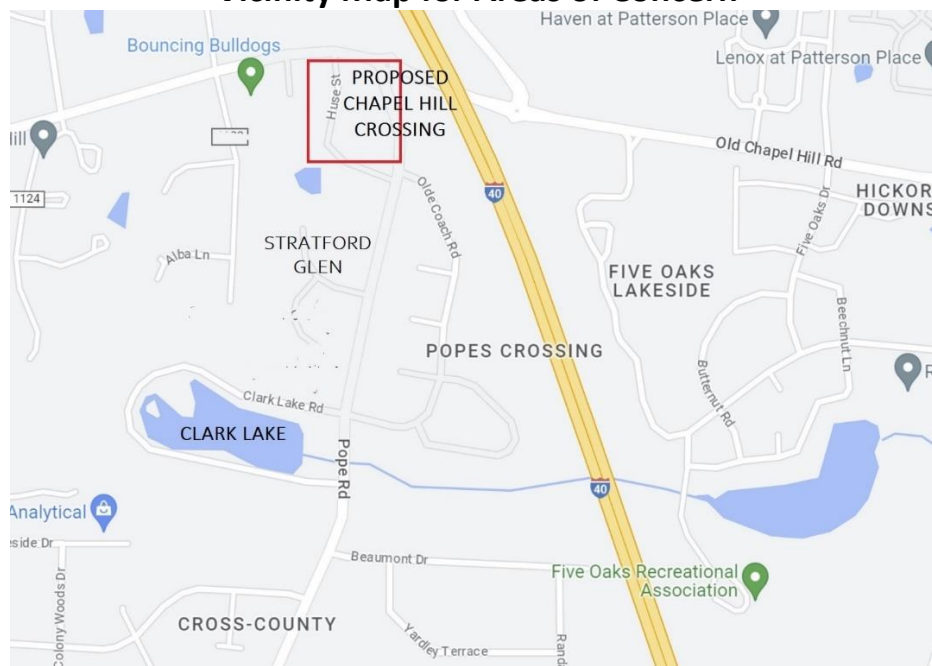 Vicinity Map for Areas of Concern
Haven at Patterson Place
Bouncing Bulldogs
Lenox at Patterson Place
PROPOSED
CHAPEL HILL
CROSSING
Huse St
40
Old Chapel Hill Rd
1124
Olde Coach Rd
Five Oaks Dr
STRATFORD
GLEN
Alba Ln
FIVE OAKS
LAKESIDE
Beechnut Ln
POPES CROSSING
Butternut Rd
Clark Lake Rd
CLARK LAKE
Pope Rd
40
Analytical
Beaumont Dr
Five Oaks Recreational
Association
Colony Woods Dr
CROSS-COUNTY
Yardley Terrace